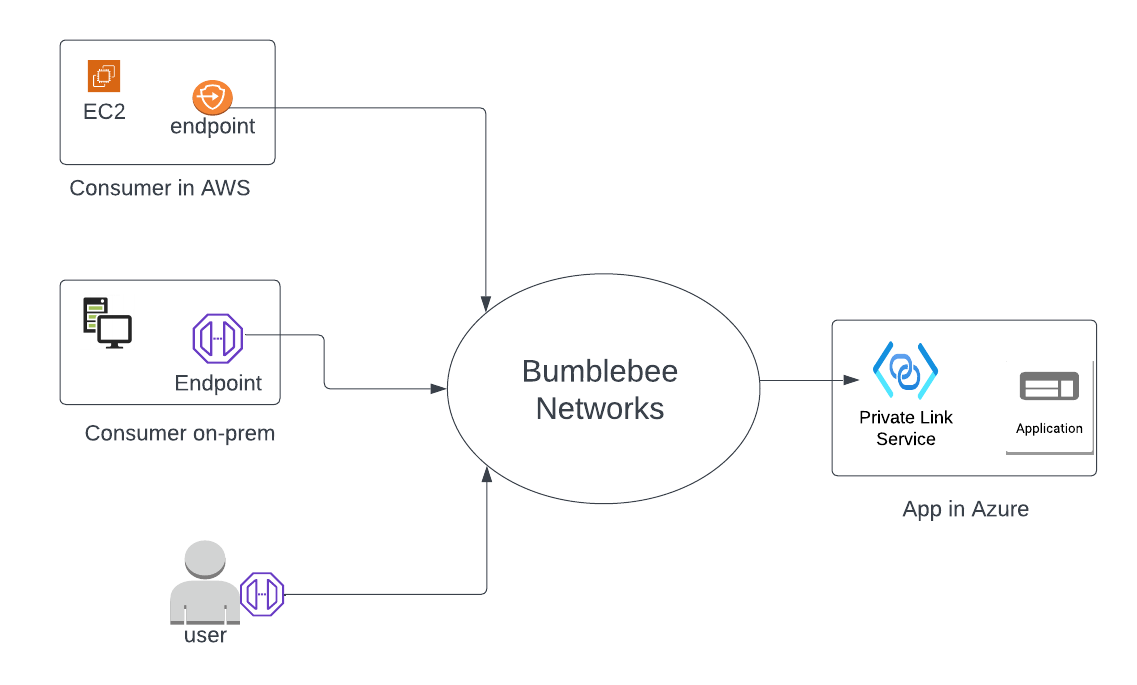 EC2
endpoint
Consumer in AWS
Endpoint
Consumer on-prem
user
Bumblebee
Networks
Private Link
Service
Application
App in Azure